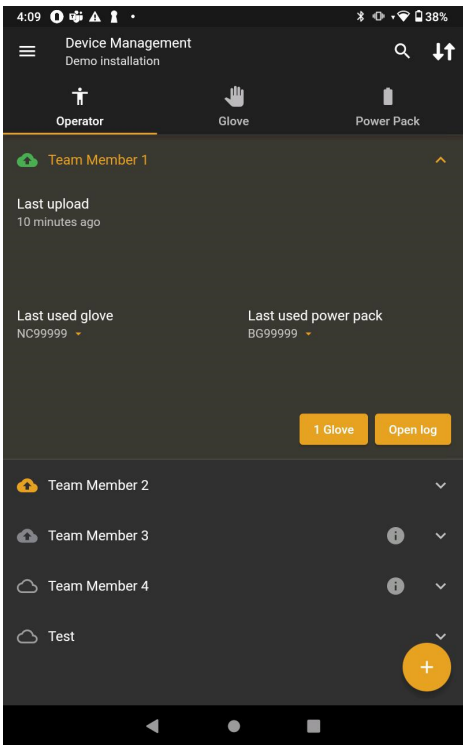 4:09
38%
Device Management
Demo installation
Operator
Glove
Power Pack
Team Member 1
Last upload
10 minutes ago
Last used glove
Last used power pack
NC99999
BG99999
1 Glove
Open log
Team Member 2
Team Member 3
Team Member 4
Test